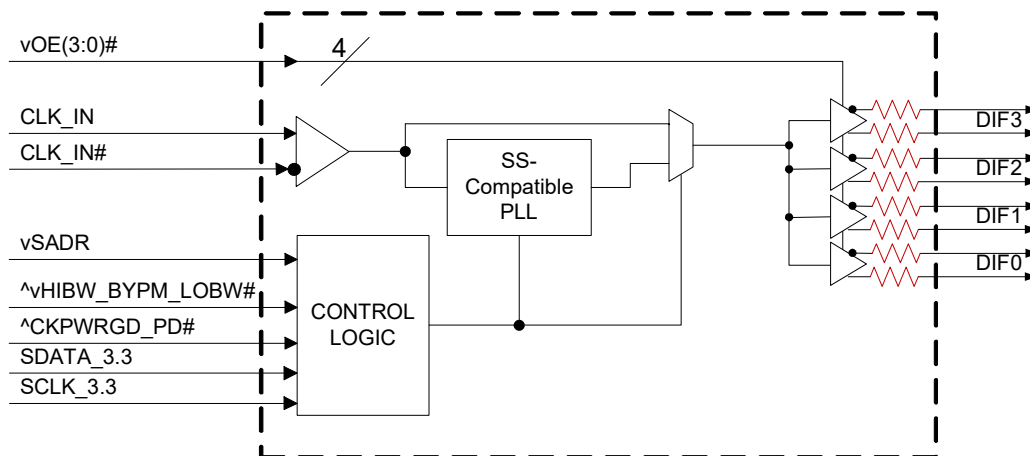 vOE(3:0)#
4
CLK_IN
CLK_IN#
SS-
Compatible
PLL
DIF3
DIF2
DIF1
DIF0
vSADR
^vHIBW_BYPM_LOBW#
^CKPWRGD_PD#
SDATA_3.3
SCLK_3.3
CONTROL
LOGIC